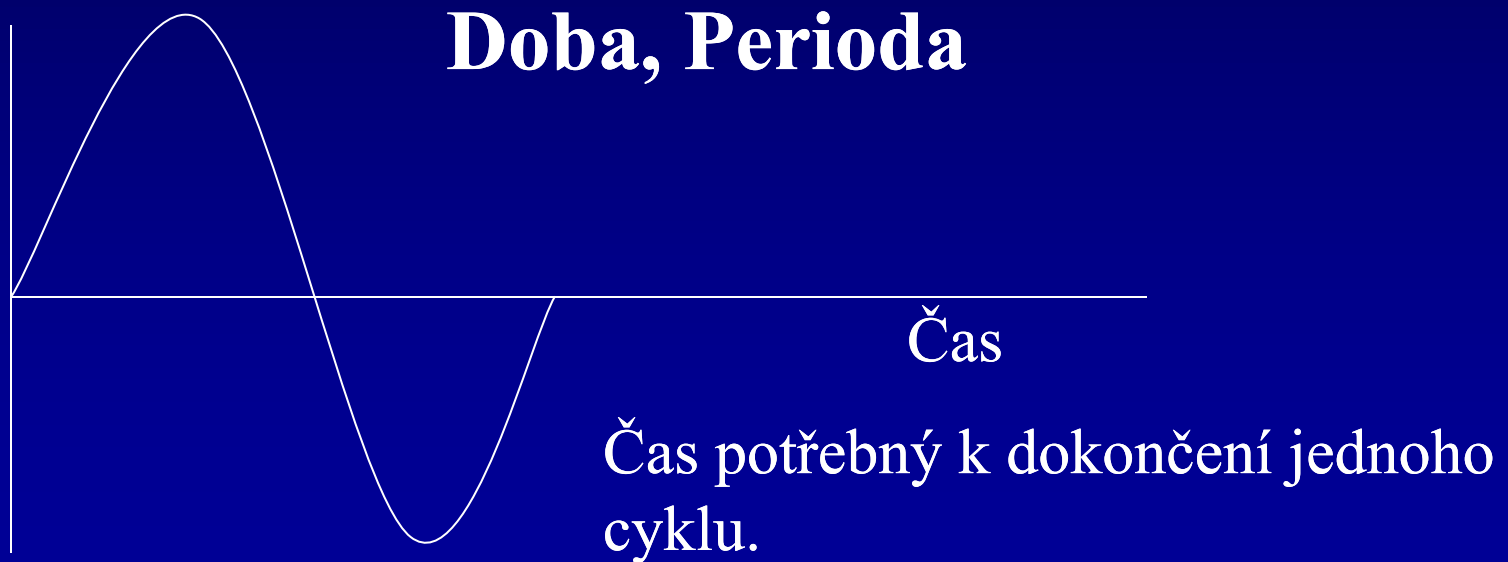 Doba, Perioda
Čas
Čas potřebný k dokončení jednoho
cyklu.